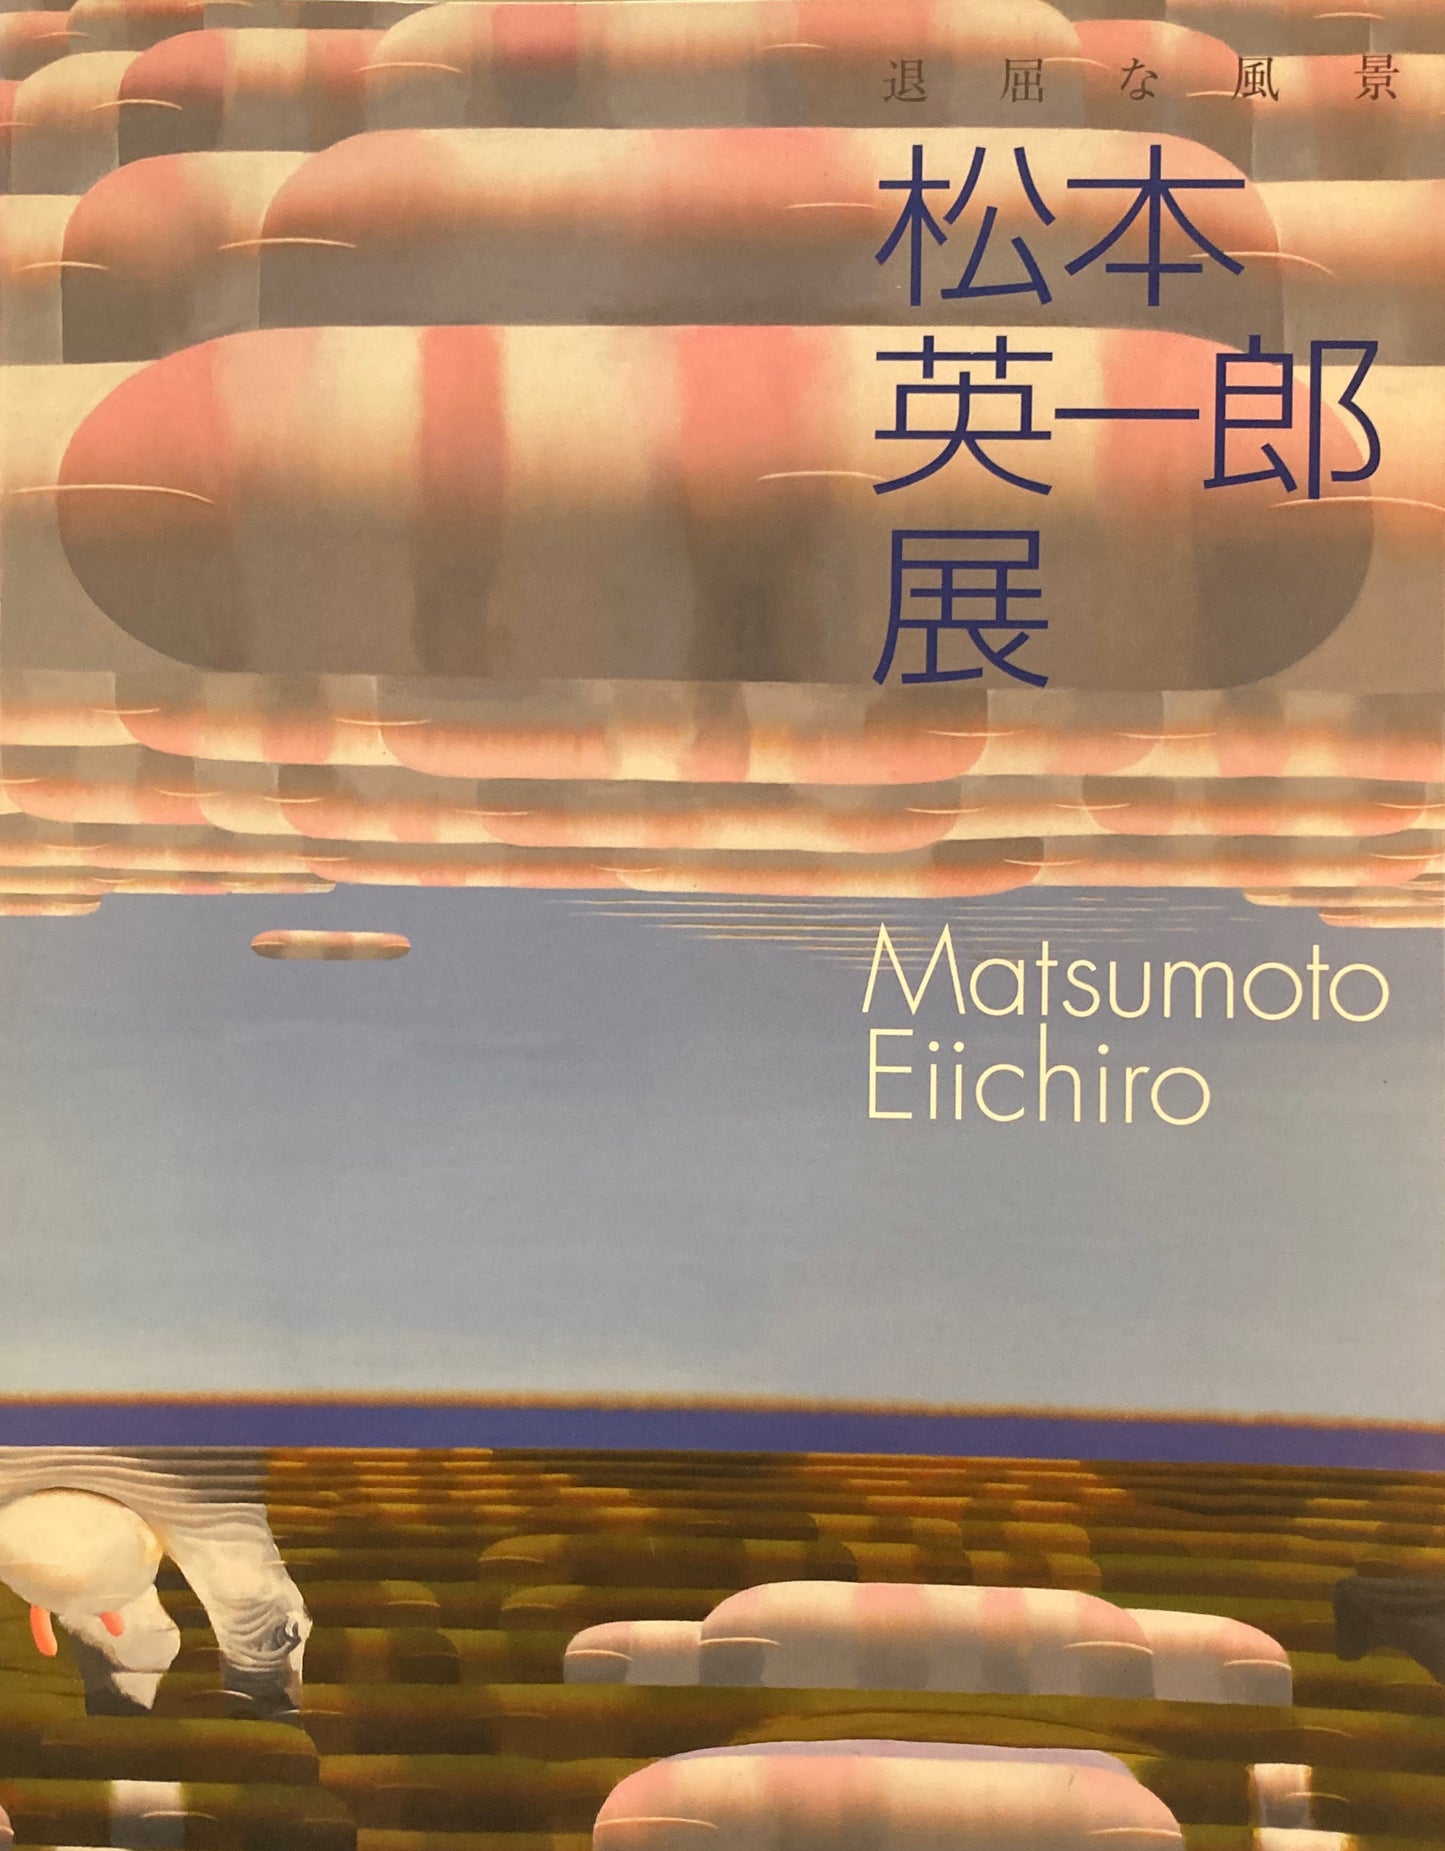 退屈な風景
松本
英一郎
展
Matsumoto
Eiichiro